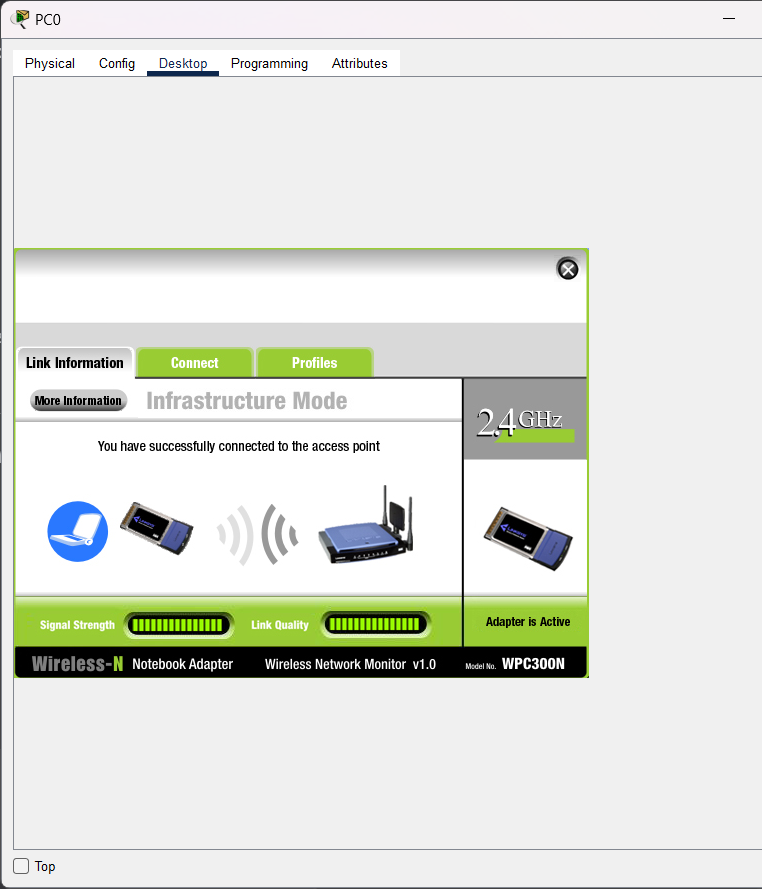 PC0
Physical Config Desktop Programming Attributes
Link Information Connect Profiles
More Information Infrastructure Mode
2.4GHz
You have successfully connected to the access point
Signal Strength Link Quality Adapter is Active
Wireless-N Notebook Adapter Wireless Network Monitor v1.0 Model No. WPC300N
Top